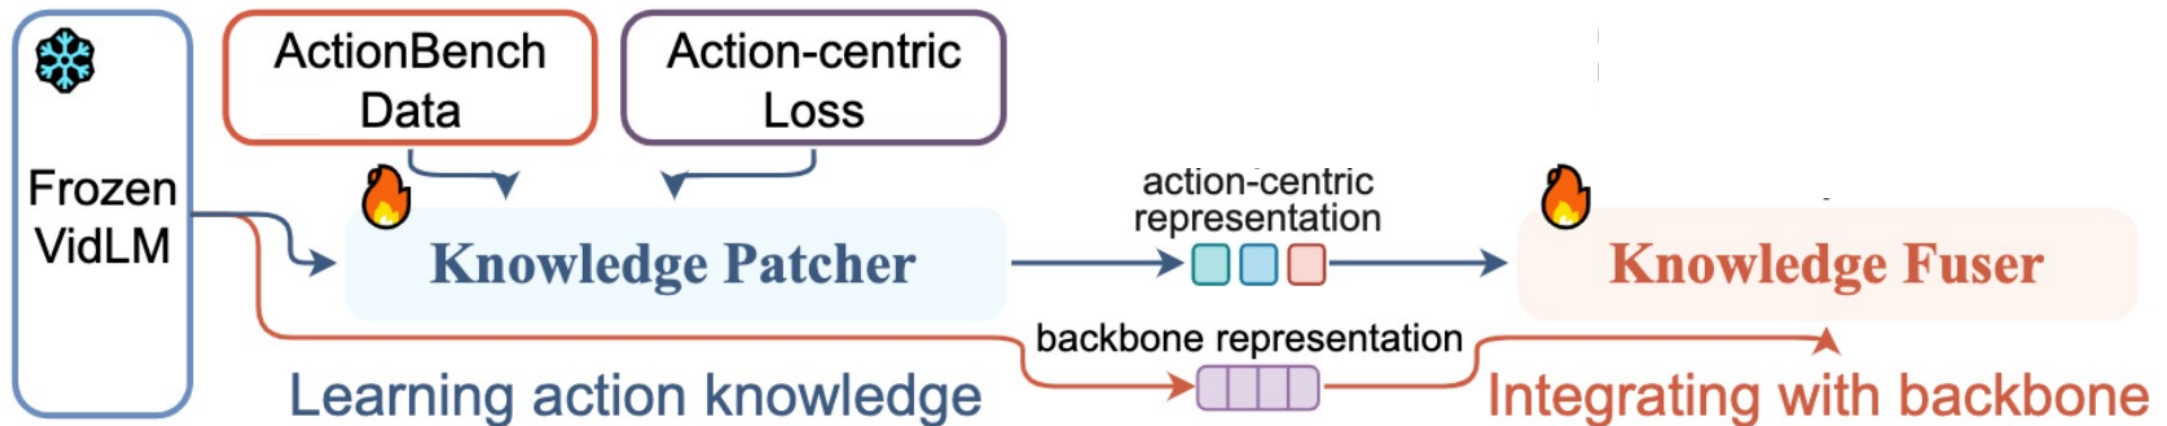 Frozen
VidLM
ActionBench
Data
Action-centric
Loss
Knowledge Patcher
Learning action knowledge
action-centric
representation
backbone representation
Knowledge Fuser
Integrating with backbone